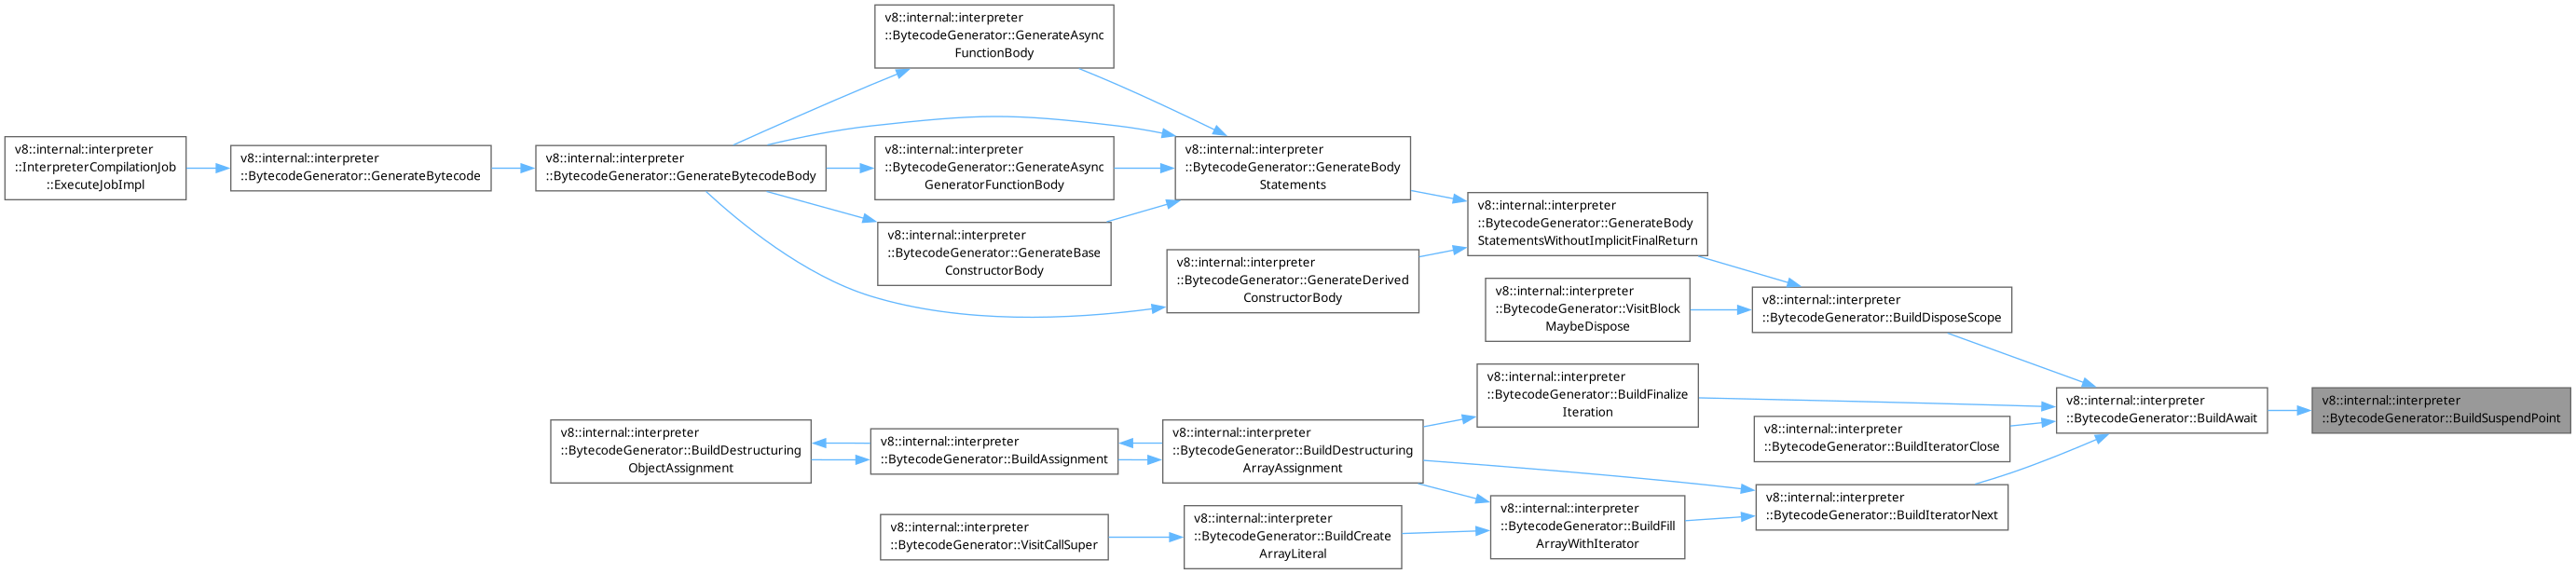 v8::internal::interpreter
::BytecodeGenerator::GenerateAsync
FunctionBody
v8::internal::interpreter
::InterpreterCompilationJob
::ExecuteJobImpl
v8::internal::interpreter
::BytecodeGenerator::GenerateBytecode
v8::internal::interpreter
::BytecodeGenerator::GenerateBytecodeBody
v8::internal::interpreter
::BytecodeGenerator::GenerateAsync
GeneratorFunctionBody
v8::internal::interpreter
::BytecodeGenerator::GenerateBody
Statements
v8::internal::interpreter
::BytecodeGenerator::GenerateBase
ConstructorBody
v8::internal::interpreter
::BytecodeGenerator::GenerateBody
StatementsWithoutImplicitFinalReturn
v8::internal::interpreter
::BytecodeGenerator::GenerateDerived
ConstructorBody
v8::internal::interpreter
::BytecodeGenerator::VisitBlock
MaybeDispose
v8::internal::interpreter
::BytecodeGenerator::BuildDisposeScope
v8::internal::interpreter
::BytecodeGenerator::BuildFinalize
Iteration
v8::internal::interpreter
::BytecodeGenerator::BuildAwait
v8::internal::interpreter
::BytecodeGenerator::BuildSuspendPoint
v8::internal::interpreter
::BytecodeGenerator::BuildIteratorClose
v8::internal::interpreter
::BytecodeGenerator::BuildDestructuring
ObjectAssignment
v8::internal::interpreter
::BytecodeGenerator::BuildAssignment
v8::internal::interpreter
::BytecodeGenerator::BuildDestructuring
ArrayAssignment
v8::internal::interpreter
::BytecodeGenerator::BuildIteratorNext
v8::internal::interpreter
::BytecodeGenerator::BuildFill
ArrayWithIterator
v8::internal::interpreter
::BytecodeGenerator::BuildCreate
ArrayLiteral
v8::internal::interpreter
::BytecodeGenerator::VisitCallSuper